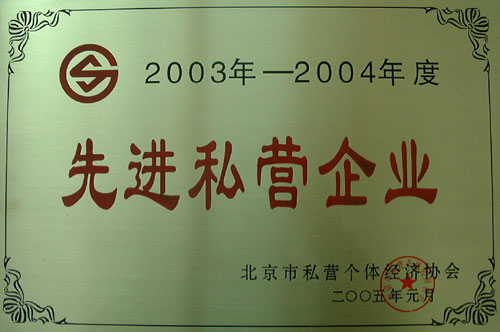 2003年—2004年度
先进私营企业
北京市私营个体经济协会
二〇〇五年元月